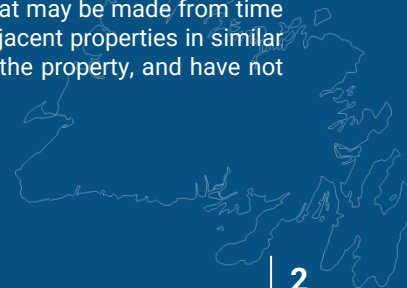 at may be made from time
jacent properties in similar
the property, and have not
2